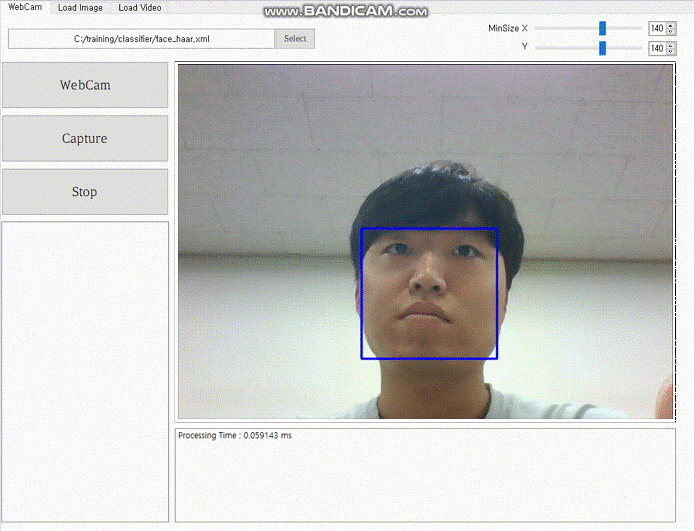 WebCam Load Image Load Video
www.BANDICAM.com
C:/training/classifier/face_haar.xml Select
MinSize X 140
Y 140
WebCam
Capture
Stop
Processing Time : 0.059143 ms